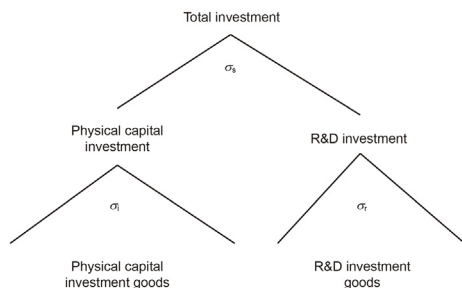 Total investment
σs
Physical capital
investment
R&D investment
σi
σr
Physical capital
investment goods
R&D investment
goods